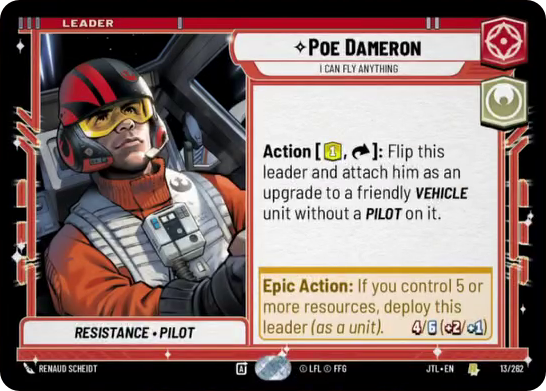 LEADER
POE DAMERON
I CAN FLY ANYTHING
Action [1, ]: Flip this
leader and attach him as an
upgrade to a friendly VEHICLE
unit without a PILOT on it.
Epic Action: If you control 5 or
more resources, deploy this
leader (as a unit). 4/6 (+2/+1)
RESISTANCE • PILOT
RENAUD SCHEIDT
A
© LFL © FFG
JTL • EN
13/262